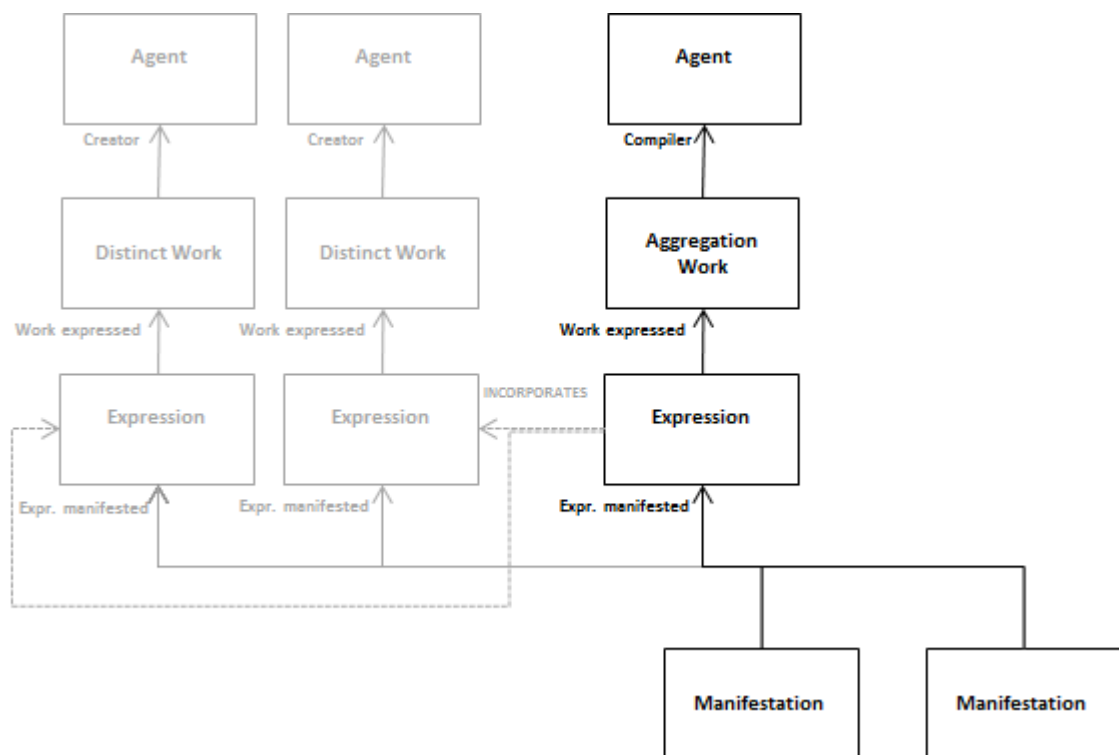 Agent
Agent
Agent
Creator
Creator
Compiler
Distinct Work
Distinct Work
Aggregation
Work
Work expressed
Work expressed
Work expressed
INCORPORATES
Expression
Expression
Expression
Expr. manifested
Expr. manifested
Expr. manifested
Manifestation
Manifestation